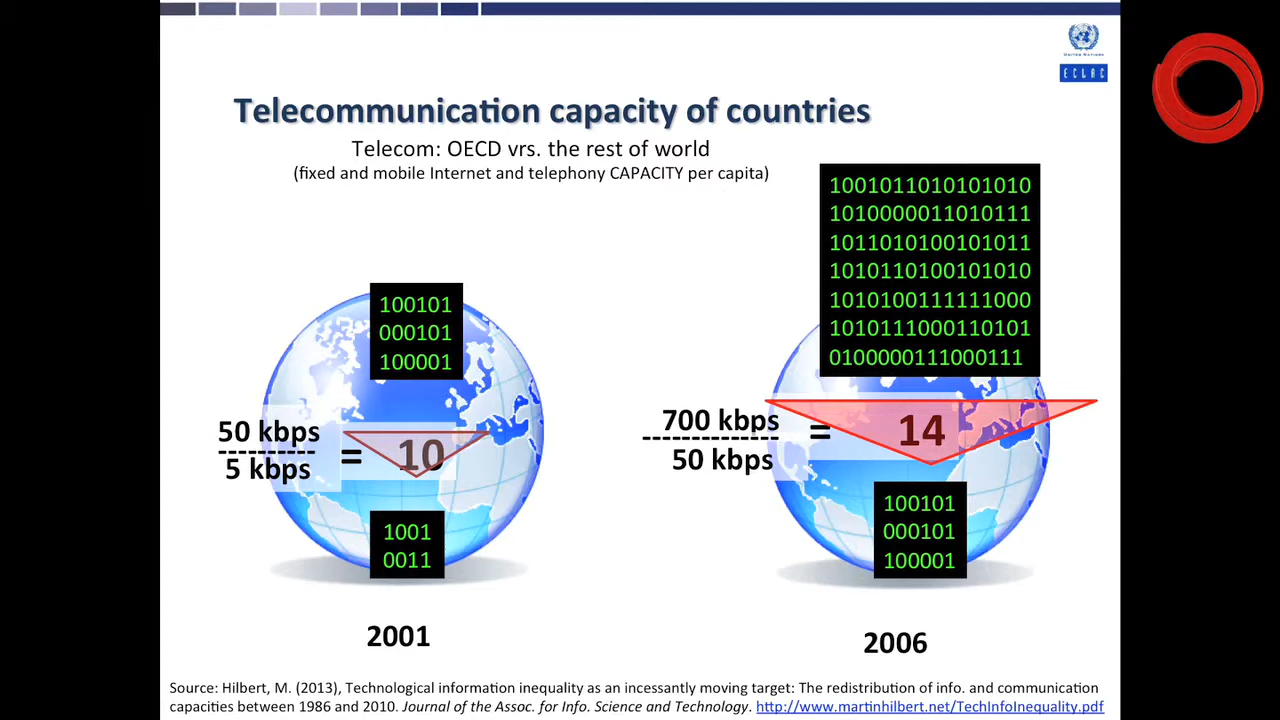 UNITED NATIONS
ECLAC
Telecommunication capacity of countries
Telecom: OECD vrs. the rest of world
(fixed and mobile Internet and telephony CAPACITY per capita)
100101
000101
100001
50 kbps
----------
5 kbps
= 10
1001
0011
2001
1001011010101010
1010000011010111
1011010100101011
1010110100101010
1010100111111000
1010111000110101
0100000111000111
700 kbps
--------------
50 kbps
= 14
100101
000101
100001
2006
Source: Hilbert, M. (2013), Technological information inequality as an incessantly moving target: The redistribution of info. and communication
capacities between 1986 and 2010. Journal of the Assoc. for Info. Science and Technology. http://www.martinhilbert.net/TechInfoInequality.pdf